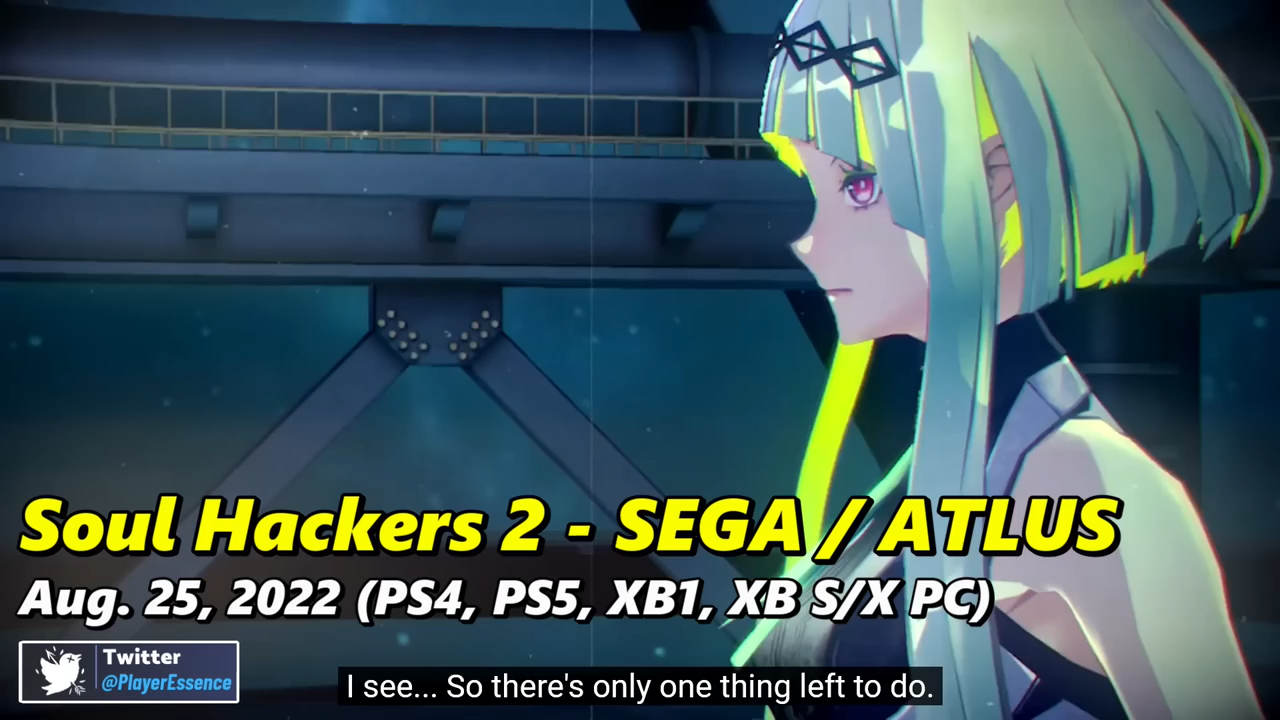 Soul Hackers 2 - SEGA / ATLUS
Aug. 25, 2022 (PS4, PS5, XB1, XB S/X PC)
Twitter
@PlayerEssence
I see... So there's only one thing left to do.